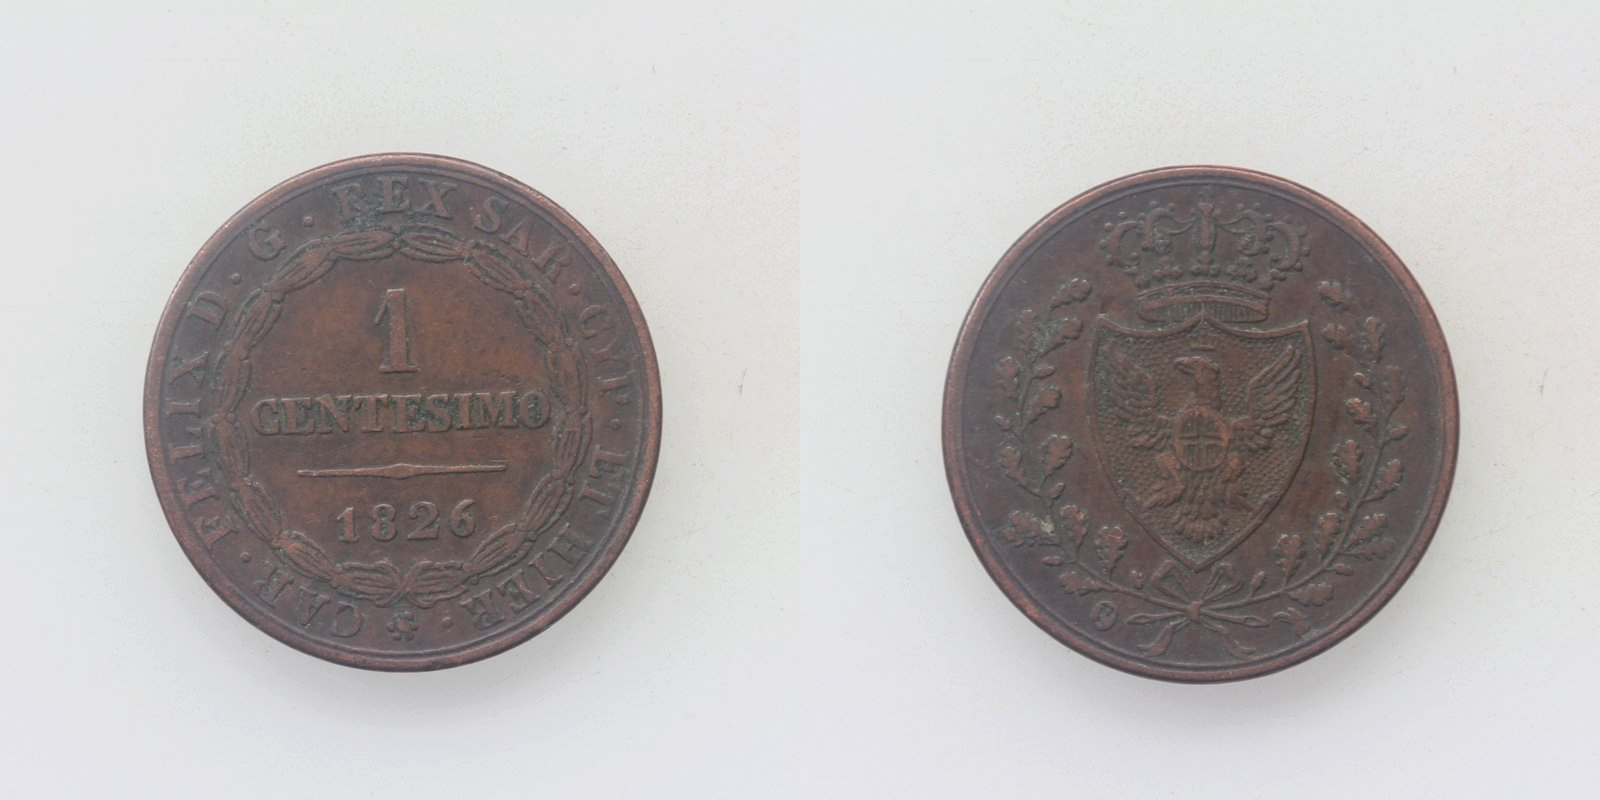 CAR · FELIX D · G · REX SAR · CYP · ET HIER ·
1
CENTESIMO
1826